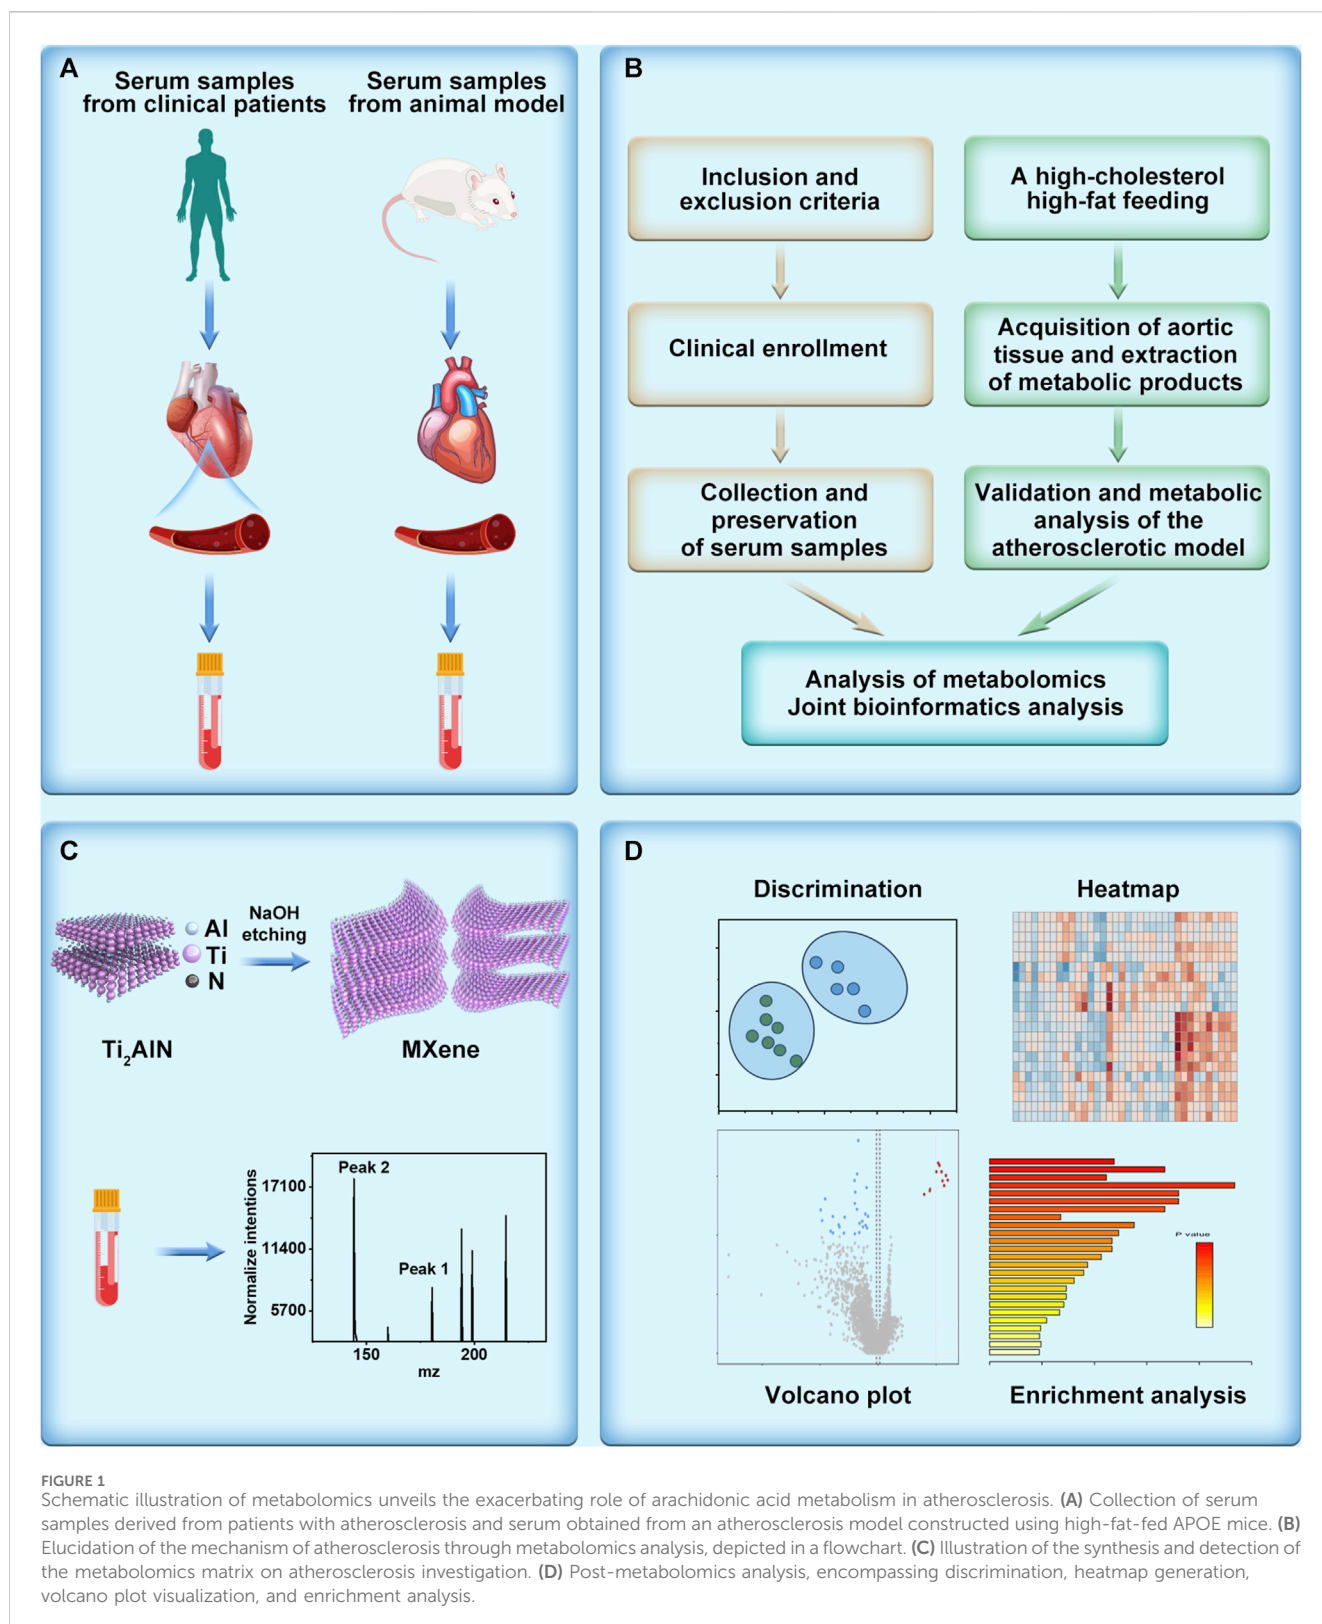 A
Serum samples
from clinical patients
Serum samples
from animal model
B
Inclusion and
exclusion criteria
Clinical enrollment
Collection and
preservation
of serum samples
A high-cholesterol
high-fat feeding
Acquisition of aortic
tissue and extraction
of metabolic products
Validation and metabolic
analysis of the
atherosclerotic model
Analysis of metabolomics
Joint bioinformatics analysis
C
Al
Ti
N
NaOH
etching
Ti₂AlN
MXene
Normalize intentions
17100
11400
5700
Peak 2
Peak 1
150
200
mz
D
Discrimination
Heatmap
P value
Volcano plot
Enrichment analysis
FIGURE 1
Schematic illustration of metabolomics unveils the exacerbating role of arachidonic acid metabolism in atherosclerosis. (A) Collection of serum
samples derived from patients with atherosclerosis and serum obtained from an atherosclerosis model constructed using high-fat-fed APOE mice. (B)
Elucidation of the mechanism of atherosclerosis through metabolomics analysis, depicted in a flowchart. (C) Illustration of the synthesis and detection of
the metabolomics matrix on atherosclerosis investigation. (D) Post-metabolomics analysis, encompassing discrimination, heatmap generation,
volcano plot visualization, and enrichment analysis.